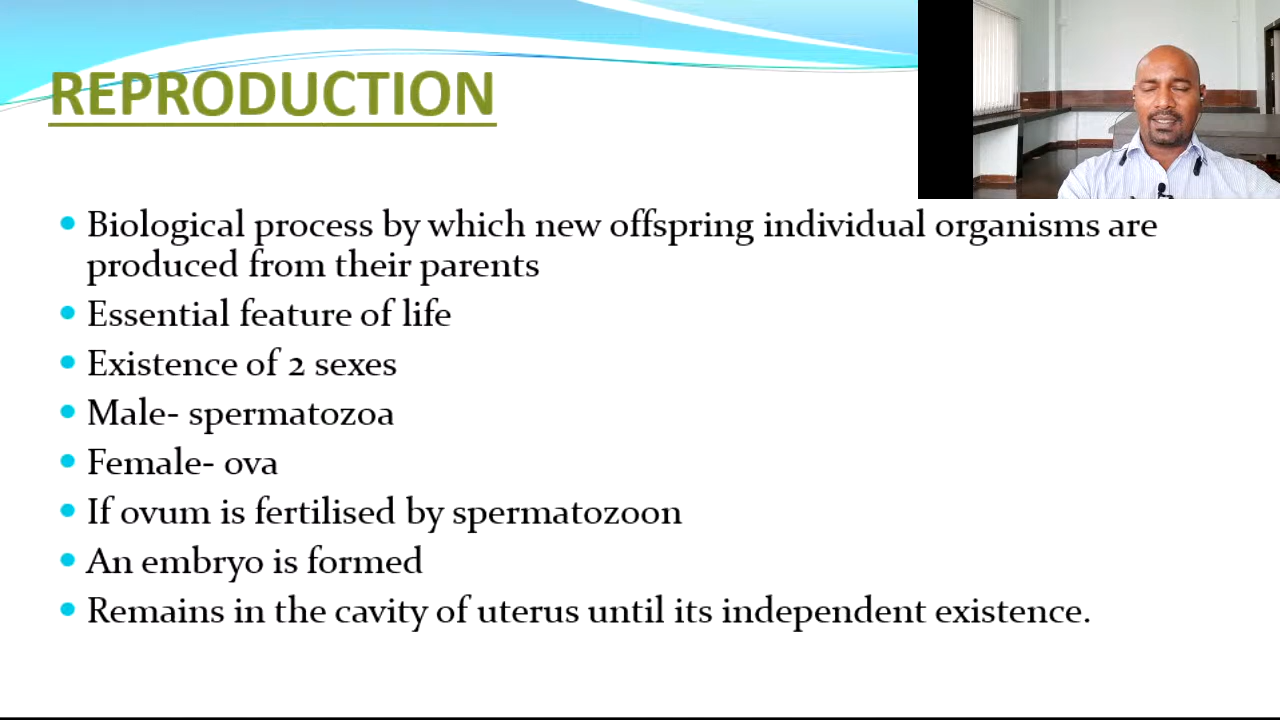 REPRODUCTION
• Biological process by which new offspring individual organisms are
produced from their parents
• Essential feature of life
• Existence of 2 sexes
• Male- spermatozoa
• Female- ova
• If ovum is fertilised by spermatozoon
• An embryo is formed
• Remains in the cavity of uterus until its independent existence.